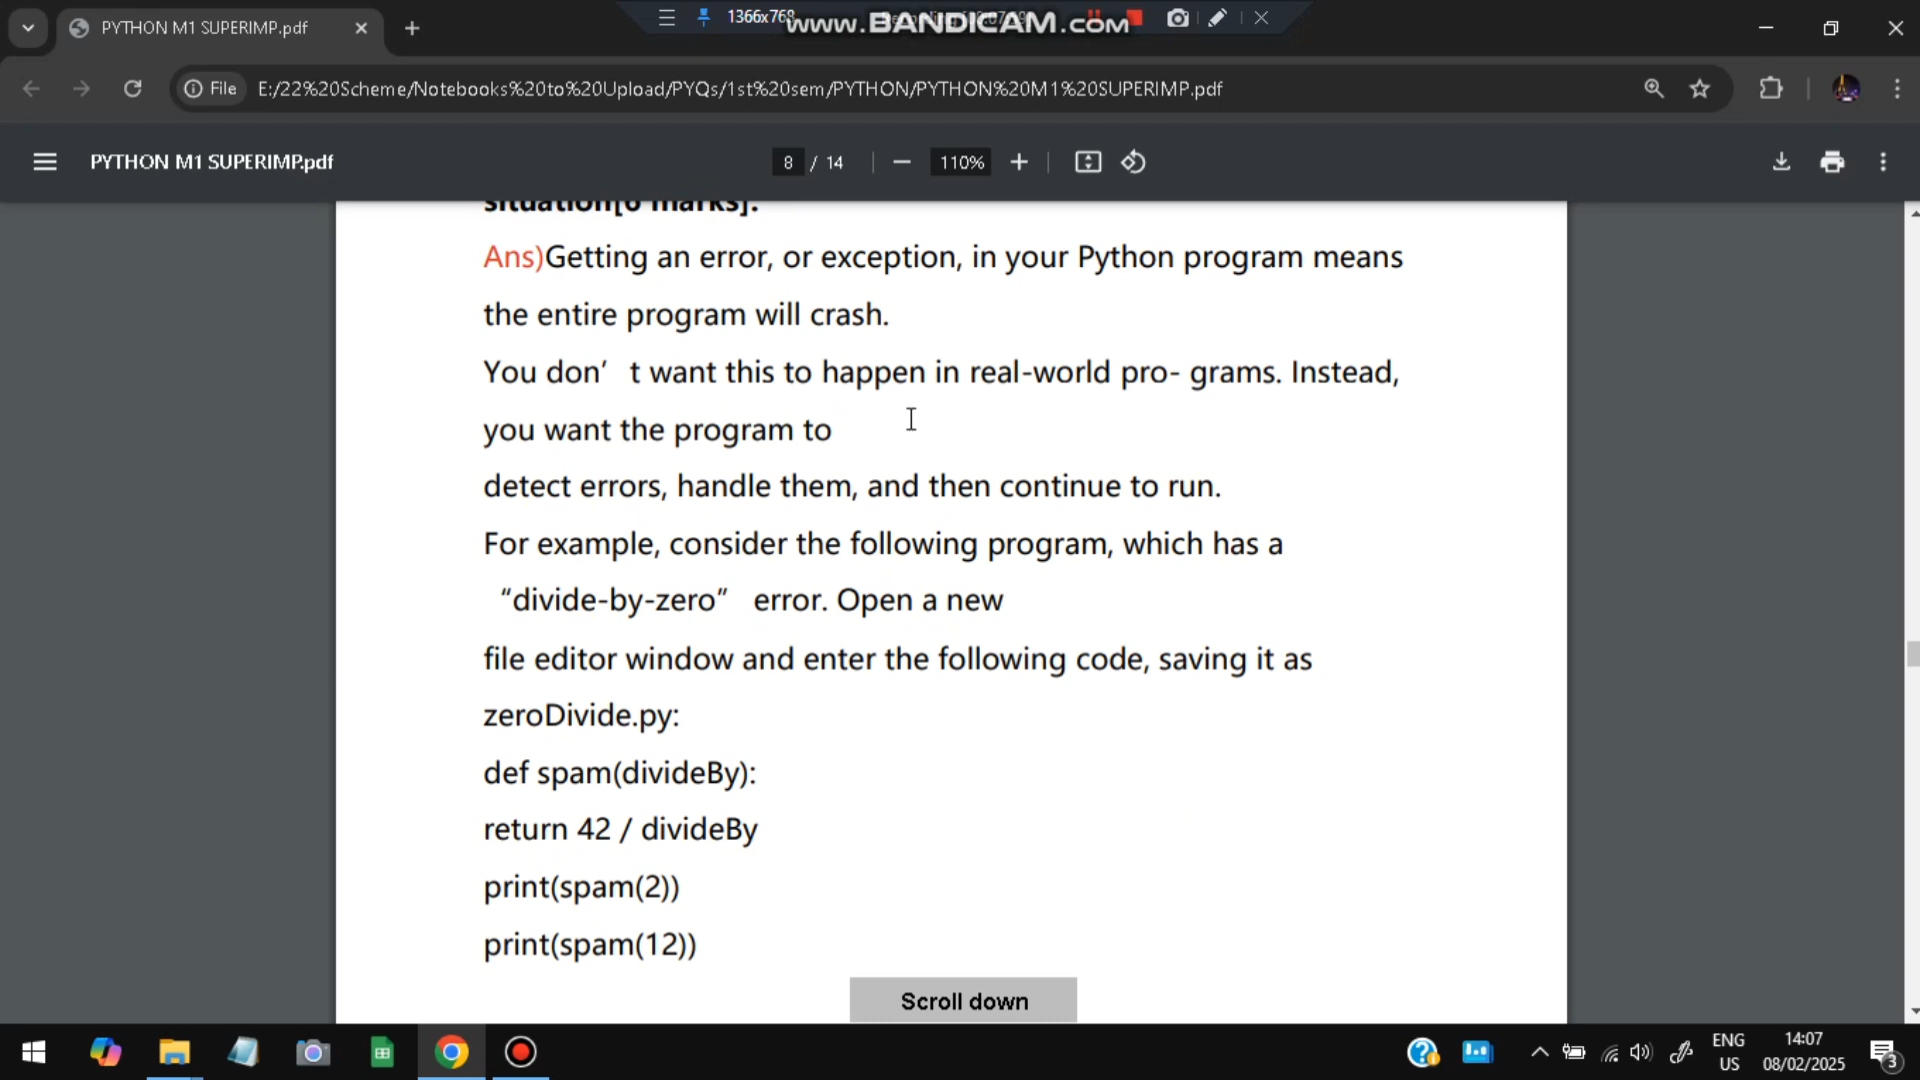 PYTHON M1 SUPERIMP.pdf
1366x768
www.BANDICAM.com
File
E:/22%20Scheme/Notebooks%20to%20Upload/PYQs/1st%20sem/PYTHON/PYTHON%20M1%20SUPERIMP.pdf
PYTHON M1 SUPERIMP.pdf
8 / 14
110%
situation[6 marks].
Ans)Getting an error, or exception, in your Python program means
the entire program will crash.
You don’ t want this to happen in real-world pro- grams. Instead,
you want the program to
detect errors, handle them, and then continue to run.
For example, consider the following program, which has a
“divide-by-zero” error. Open a new
file editor window and enter the following code, saving it as
zeroDivide.py:
def spam(divideBy):
return 42 / divideBy
print(spam(2))
print(spam(12))
Scroll down
ENG
US
14:07
08/02/2025
3